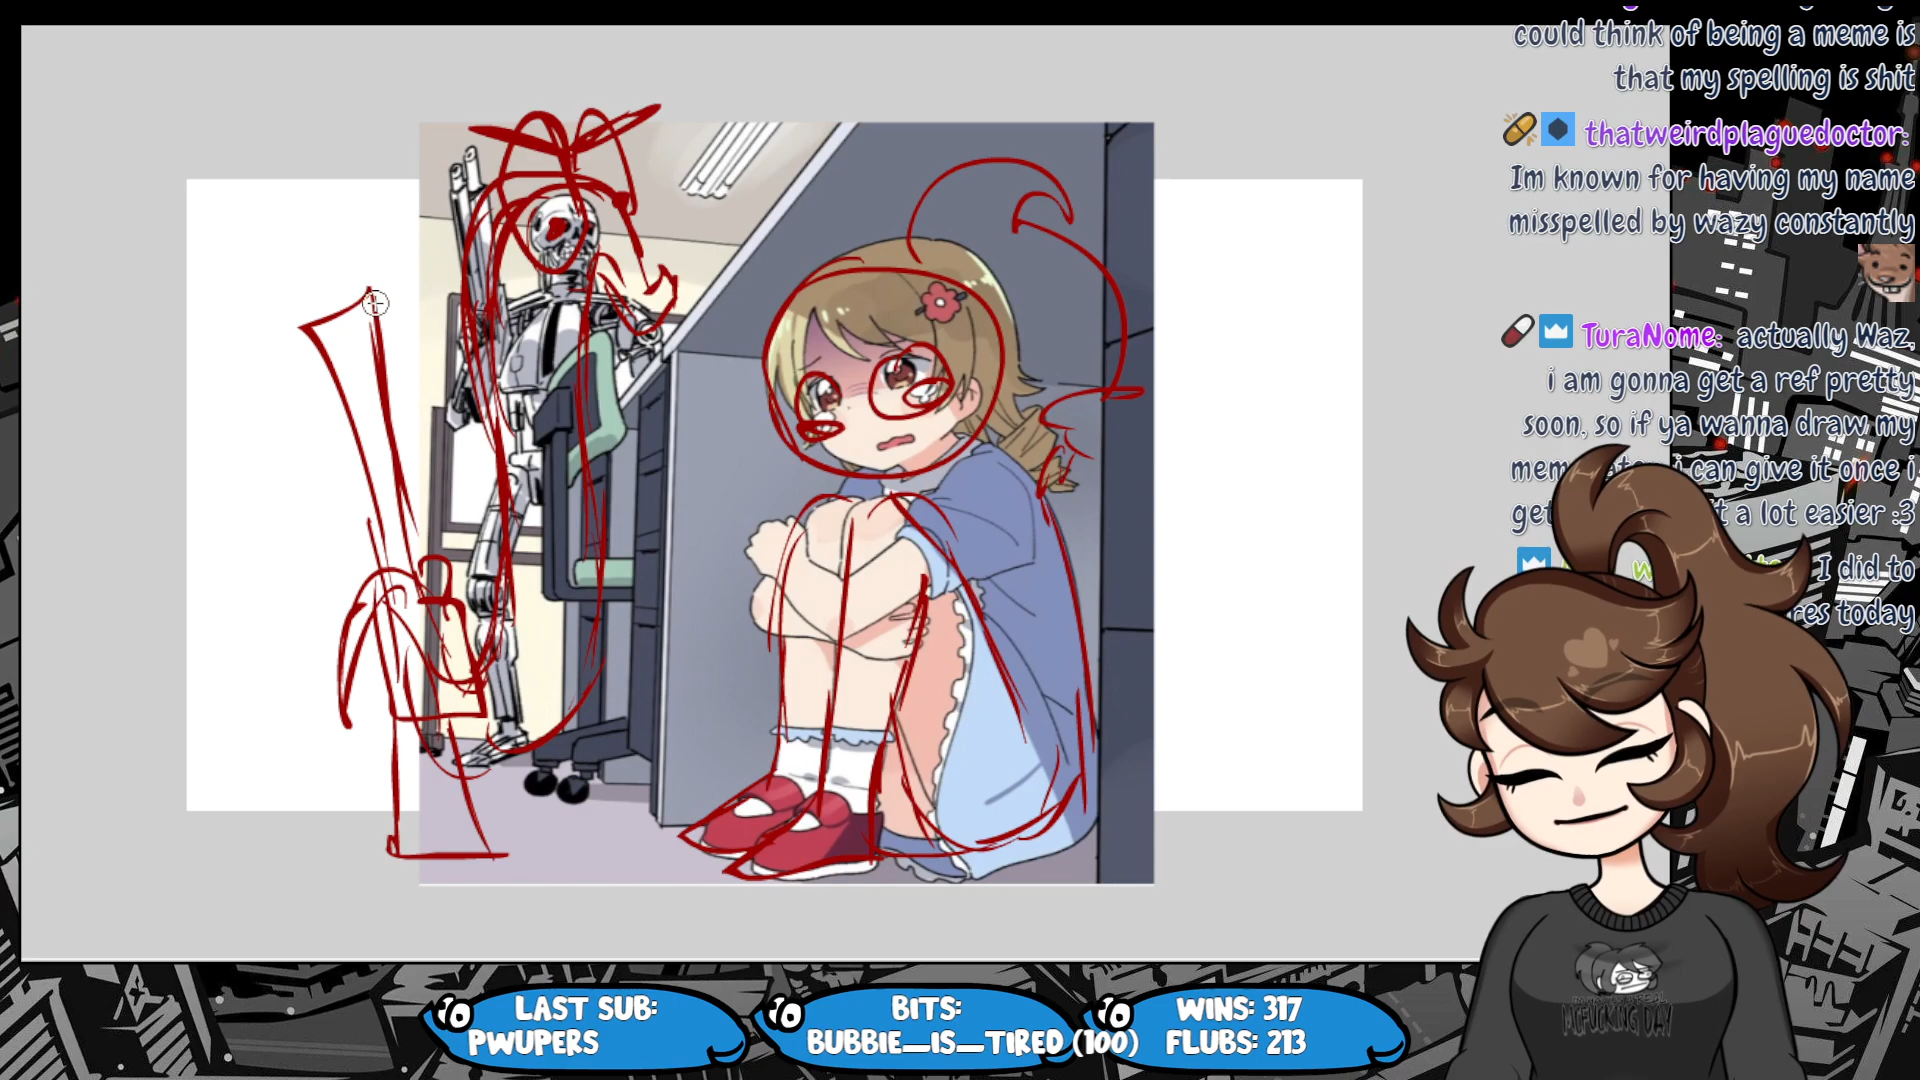 could think of being a meme is
that my spelling is shit
thatweirdplaguedoctor:
Im known for having my name
misspelled by wazy constantly
TuraNome: actually Waz,
i am gonna get a ref pretty
soon, so if ya wanna draw my
i can give it once i
a lot easier :3
I did to
today
MCFUCKING DAY
LAST SUB:
PWUPERS
BITS:
BUBBIE_IS_TIRED (100)
WINS: 317
FLUBS: 213